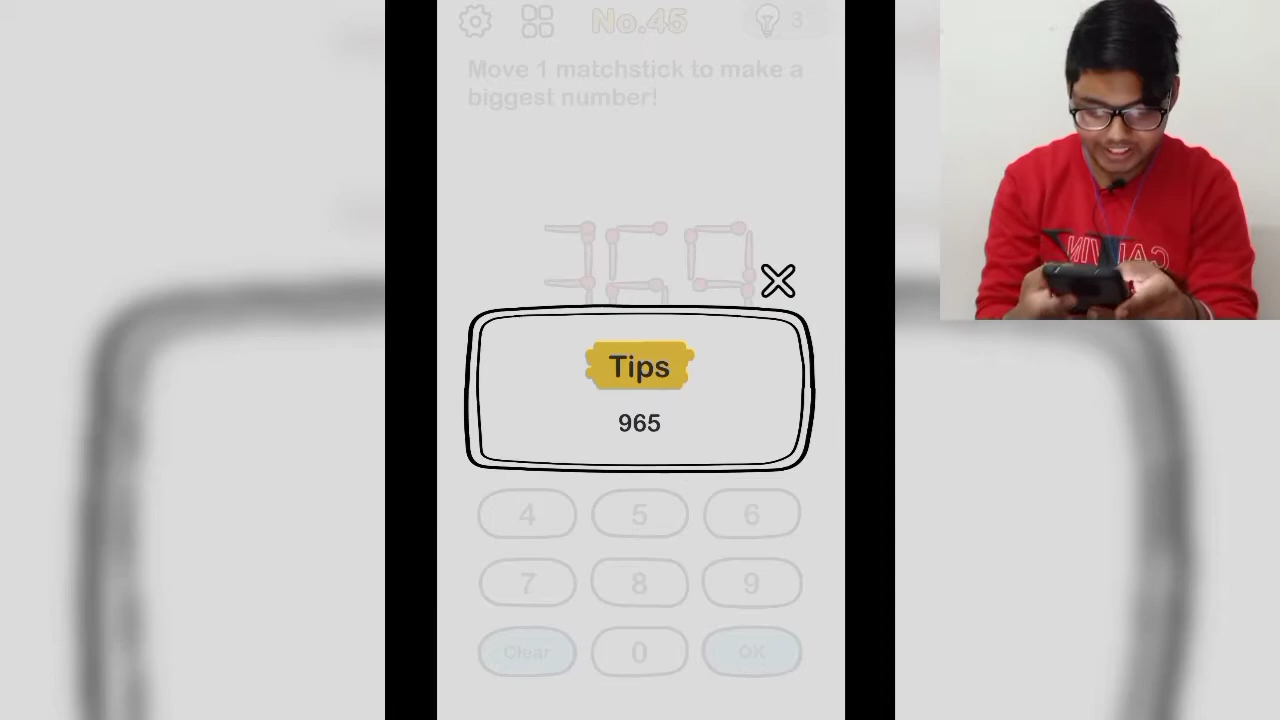 No.45
3
Move 1 matchstick to make a
biggest number!
Tips
965
4 5 6
7 8 9
Clear 0 OK